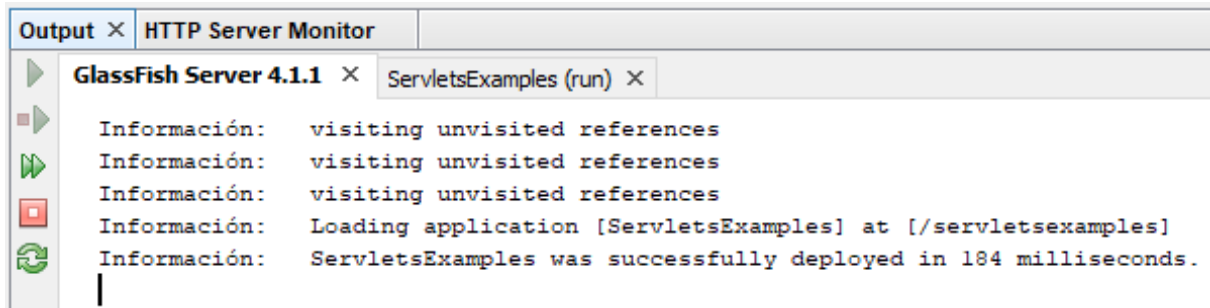 Output × HTTP Server Monitor
GlassFish Server 4.1.1 × ServletsExamples (run) ×
Información: visiting unvisited references
Información: visiting unvisited references
Información: visiting unvisited references
Información: Loading application [ServletsExamples] at [/servletsexamples]
Información: ServletsExamples was successfully deployed in 184 milliseconds.